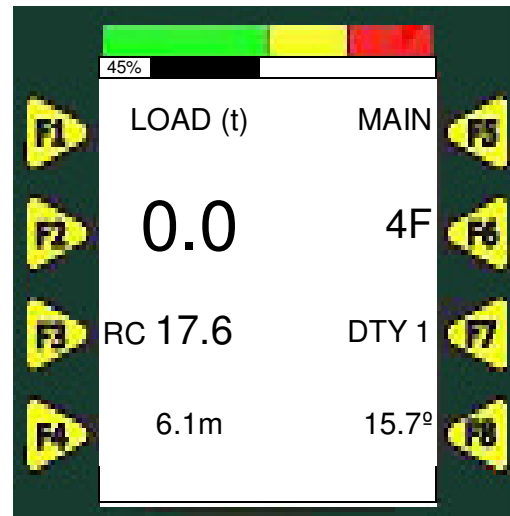 45%
F1 LOAD (t) MAIN F5
F2 0.0 4F F6
F3 RC 17.6 DTY 1 F7
F4 6.1m 15.7º F8